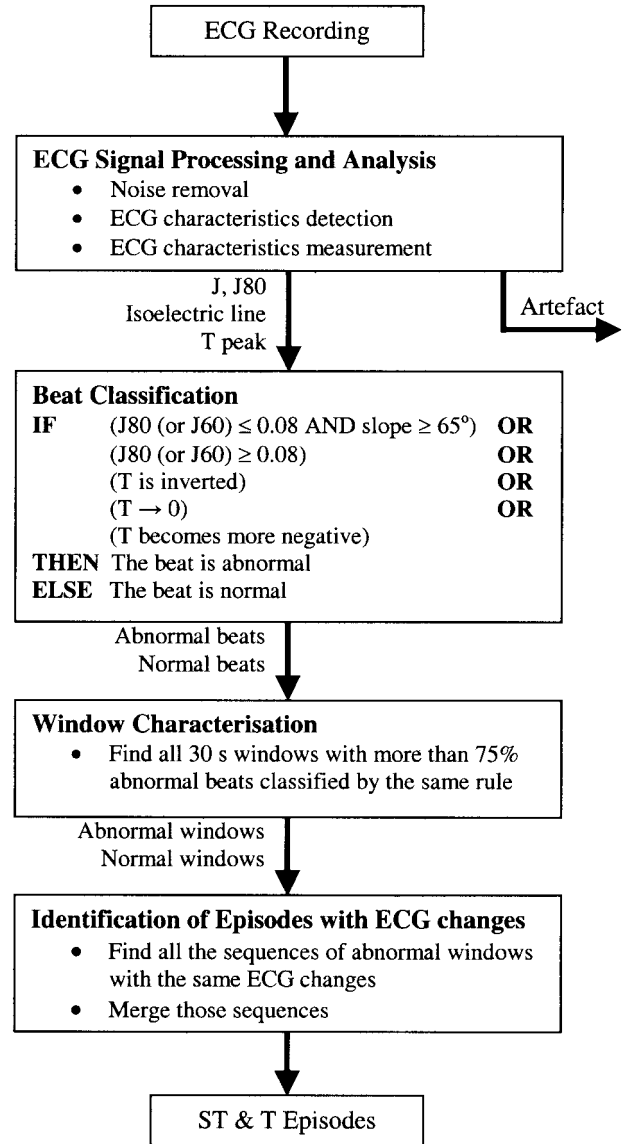 ECG Recording
ECG Signal Processing and Analysis
• Noise removal
• ECG characteristics detection
• ECG characteristics measurement
J, J80
Isoelectric line
T peak
Artefact
Beat Classification
IF (J80 (or J60) ≤ 0.08 AND slope ≥ 65°) OR
(J80 (or J60) ≥ 0.08) OR
(T is inverted) OR
(T → 0) OR
(T becomes more negative)
THEN The beat is abnormal
ELSE The beat is normal
Abnormal beats
Normal beats
Window Characterisation
• Find all 30 s windows with more than 75%
abnormal beats classified by the same rule
Abnormal windows
Normal windows
Identification of Episodes with ECG changes
• Find all the sequences of abnormal windows
with the same ECG changes
• Merge those sequences
ST & T Episodes